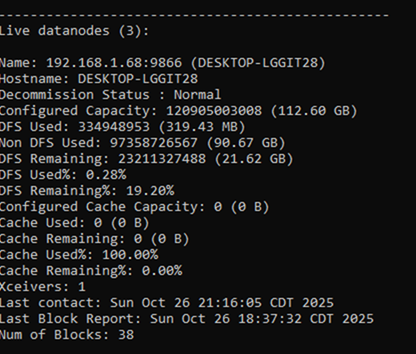 -------------------------------------------------
Live datanodes (3):
Name: 192.168.1.68:9866 (DESKTOP-LGGIT28)
Hostname: DESKTOP-LGGIT28
Decommission Status : Normal
Configured Capacity: 120905003008 (112.60 GB)
DFS Used: 334948953 (319.43 MB)
Non DFS Used: 97358726567 (90.67 GB)
DFS Remaining: 23211327488 (21.62 GB)
DFS Used%: 0.28%
DFS Remaining%: 19.20%
Configured Cache Capacity: 0 (0 B)
Cache Used: 0 (0 B)
Cache Remaining: 0 (0 B)
Cache Used%: 100.00%
Cache Remaining%: 0.00%
Xceivers: 1
Last contact: Sun Oct 26 21:16:05 CDT 2025
Last Block Report: Sun Oct 26 18:37:32 CDT 2025
Num of Blocks: 38